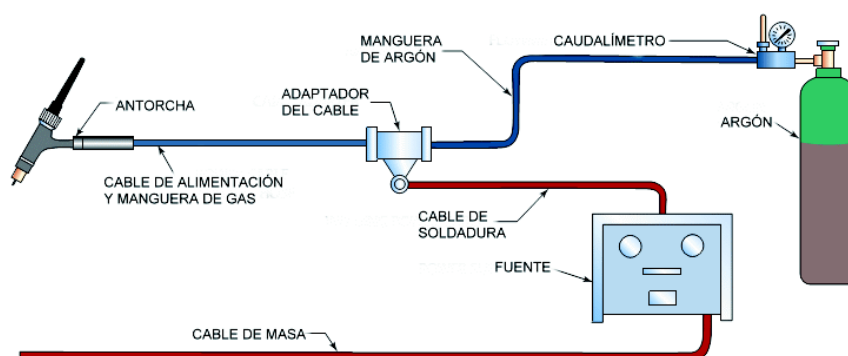 MANGUERA
DE ARGÓN
CAUDALÍMETRO
ADAPTADOR
DEL CABLE
ANTORCHA
ARGÓN
CABLE DE ALIMENTACIÓN
Y MANGUERA DE GAS
CABLE DE
SOLDADURA
FUENTE
CABLE DE MASA